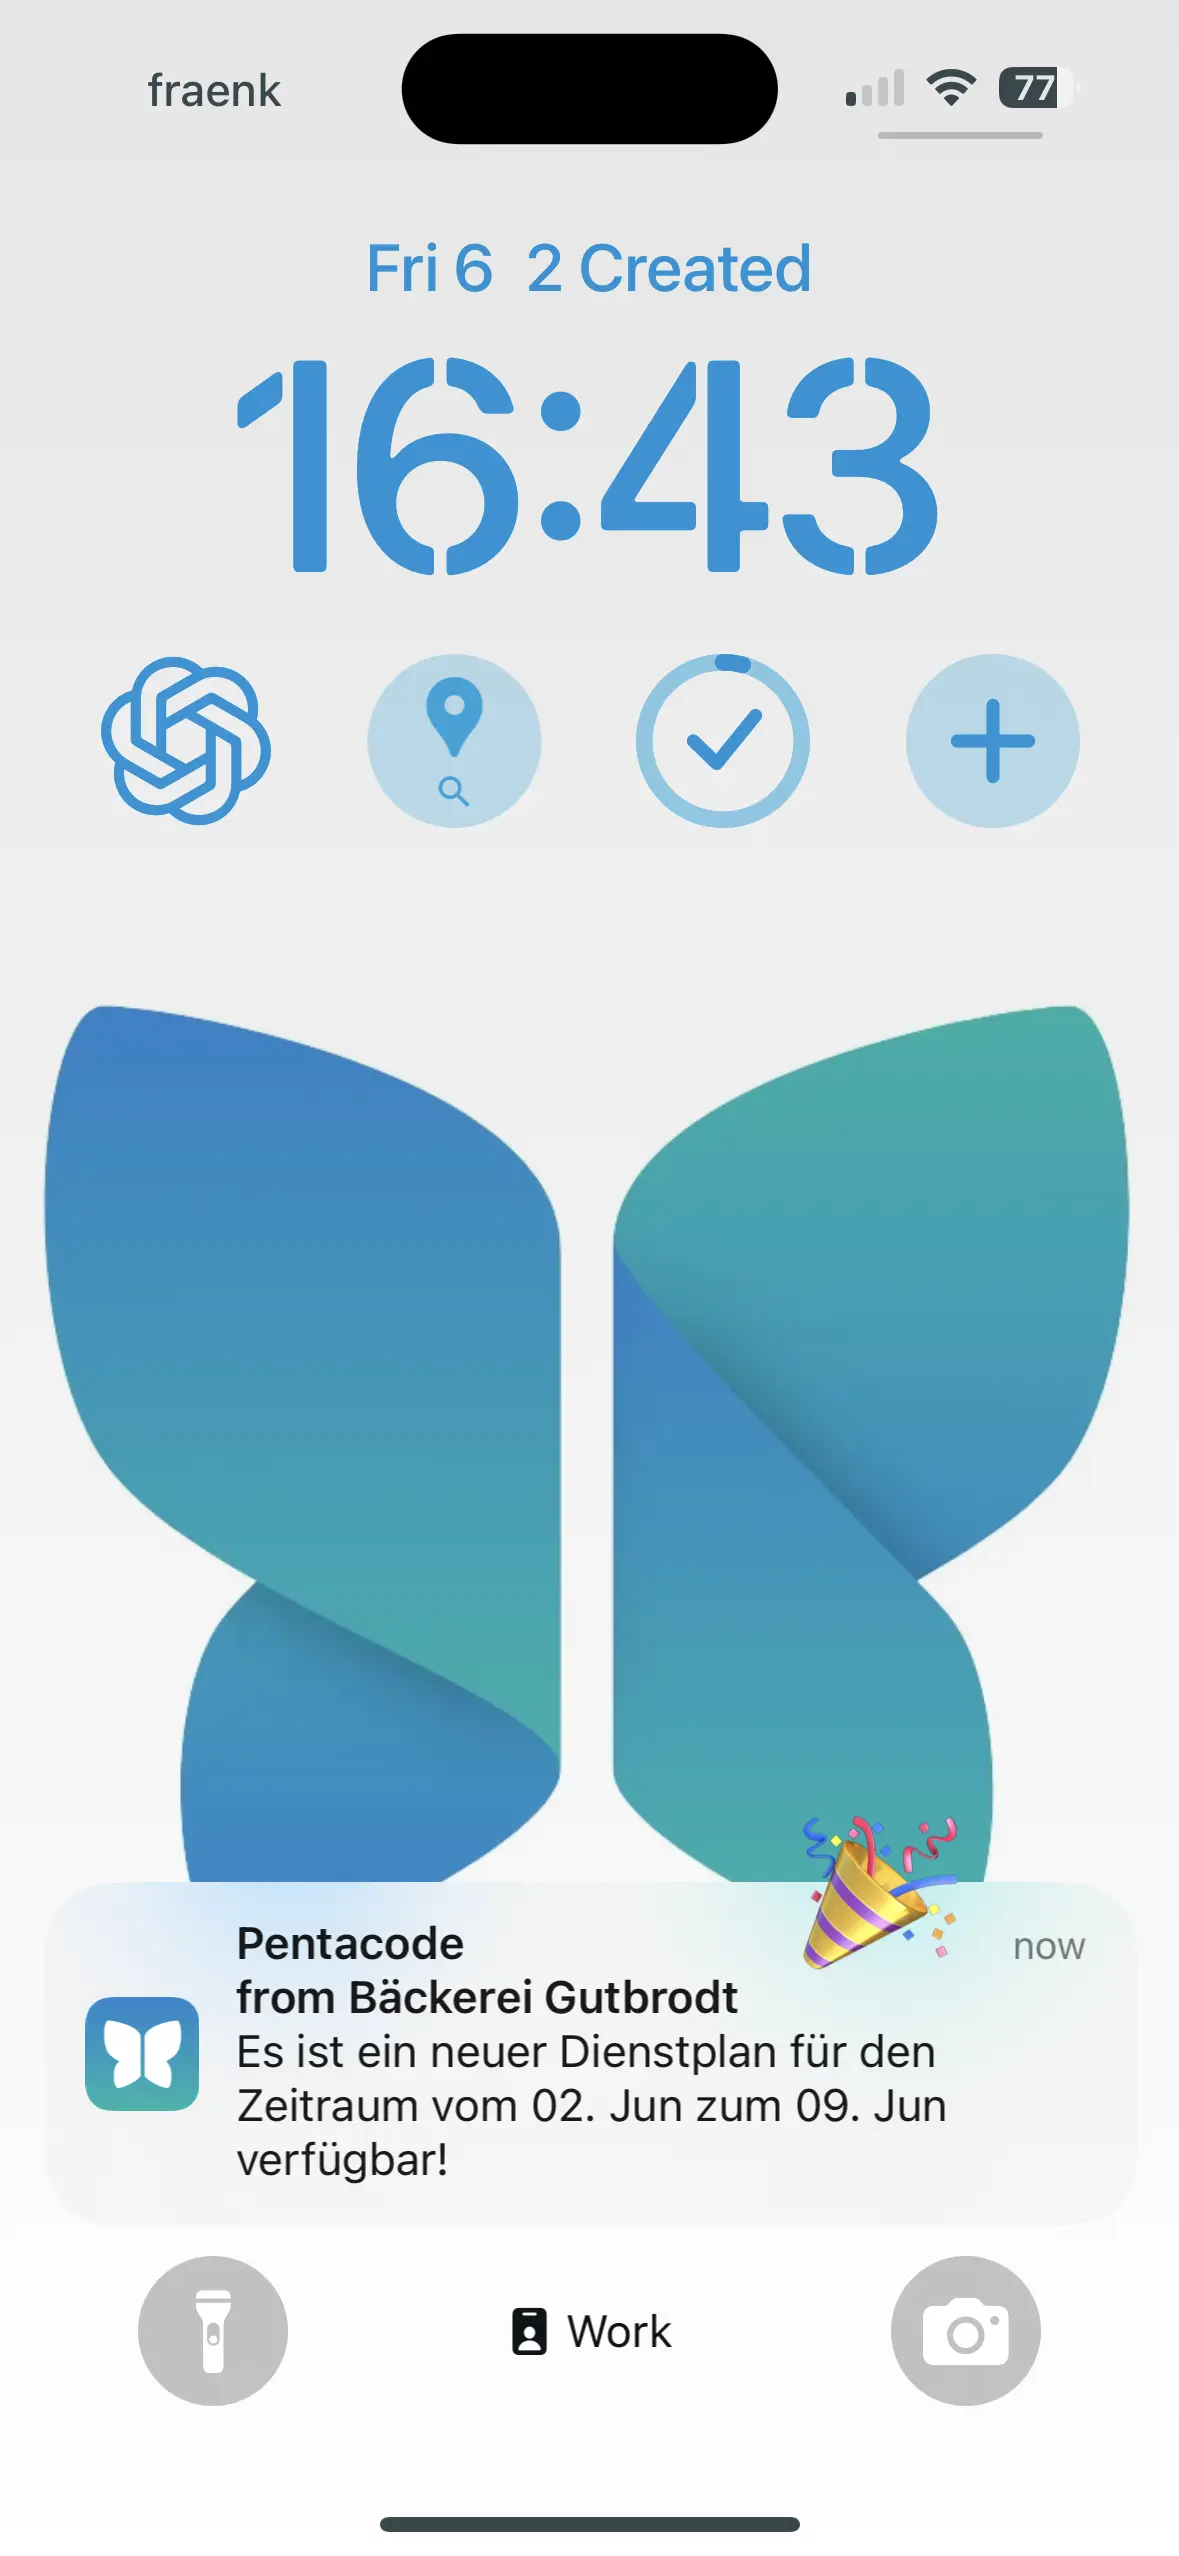 fraenk
77
Fri 6 2 Created
16:43
Pentacode
now
from Bäckerei Gutbrodt
Es ist ein neuer Dienstplan für den
Zeitraum vom 02. Jun zum 09. Jun
verfügbar!
Work